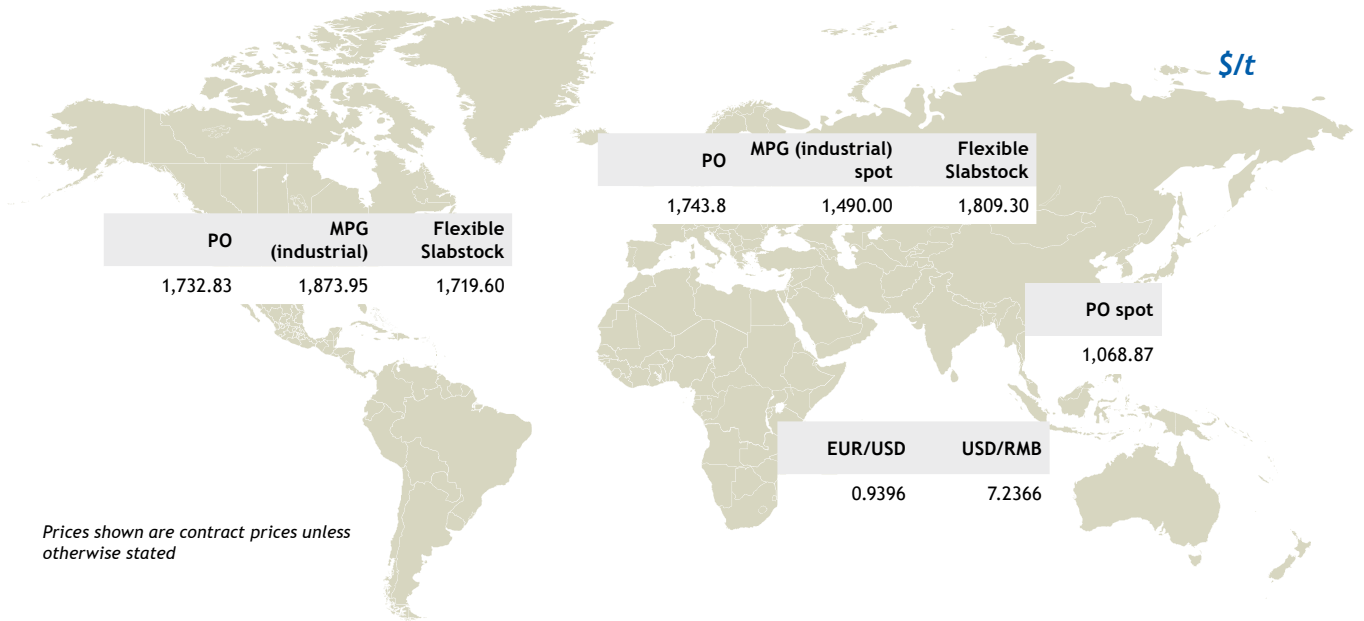 $/t
PO MPG (industrial) spot Flexible Slabstock
1,743.8 1,490.00 1,809.30
PO MPG (industrial) Flexible Slabstock
1,732.83 1,873.95 1,719.60
PO spot
1,068.87
EUR/USD USD/RMB
0.9396 7.2366
Prices shown are contract prices unless
otherwise stated